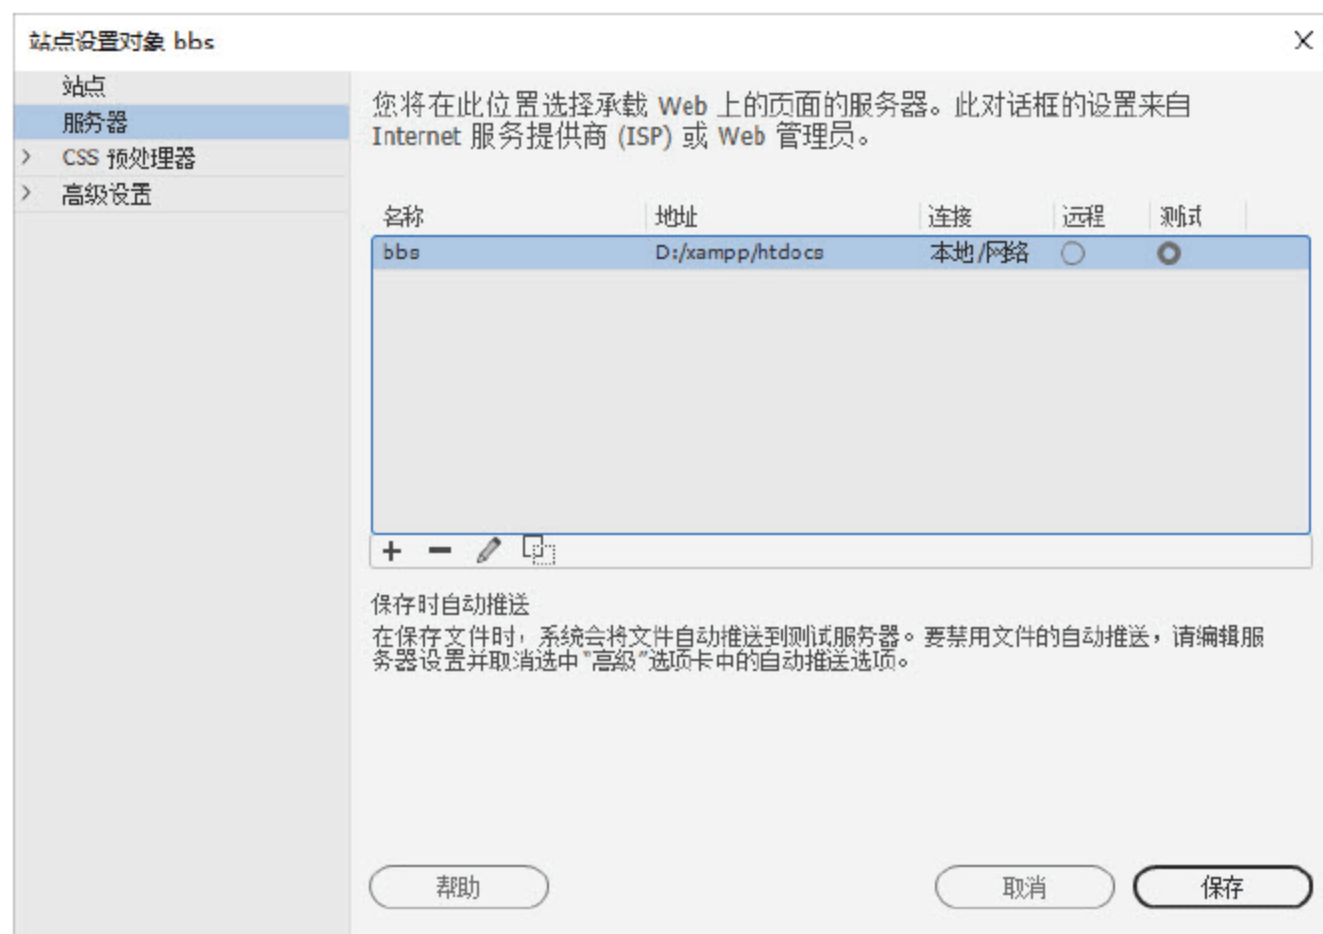 站点设置对象 bbs
站点
服务器
CSS 预处理器
高级设置
您将在此位置选择承载 Web 上的页面的服务器。此对话框的设置来自
Internet 服务提供商 (ISP) 或 Web 管理员。
名称 地址 连接 远程 测试
bbs D:/xampp/htdocs 本地/网络
保存时自动推送
在保存文件时，系统会将文件自动推送到测试服务器。要禁用文件的自动推送，请编辑服
务器设置并取消选中"高级"选项卡中的自动推送选项。
帮助 取消 保存